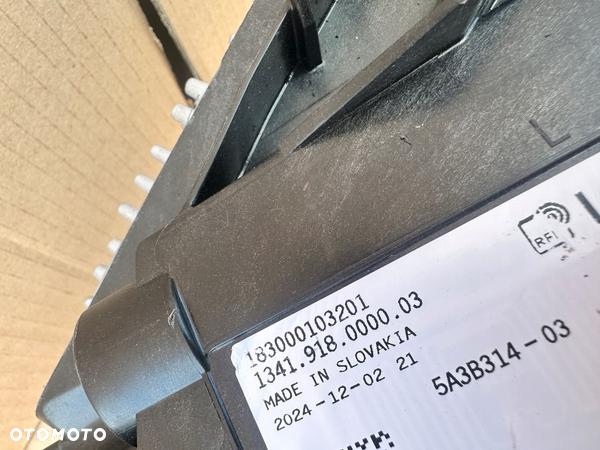 L
RFI
183000103201
1341.918.0000.03
MADE IN SLOVAKIA
2024-12-02 21
5A3B314-03
OTOMOTO